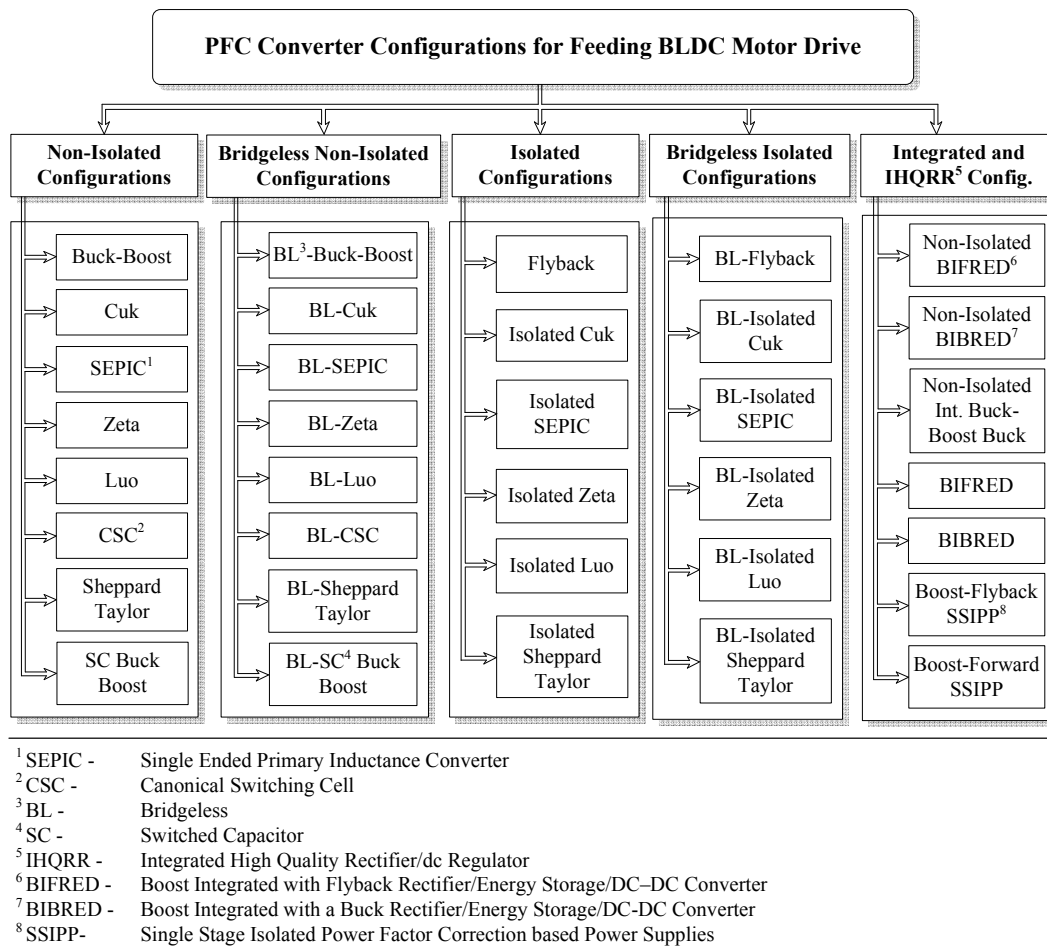 PFC Converter Configurations for Feeding BLDC Motor Drive
Non-Isolated
Configurations
Buck-Boost
Cuk
SEPIC¹
Zeta
Luo
CSC²
Sheppard
Taylor
SC Buck
Boost
Bridgeless Non-Isolated
Configurations
BL³-Buck-Boost
BL-Cuk
BL-SEPIC
BL-Zeta
BL-Luo
BL-CSC
BL-Sheppard
Taylor
BL-SC⁴ Buck
Boost
Isolated
Configurations
Flyback
Isolated Cuk
Isolated
SEPIC
Isolated Zeta
Isolated Luo
Isolated
Sheppard
Taylor
Bridgeless Isolated
Configurations
BL-Flyback
BL-Isolated
Cuk
BL-Isolated
SEPIC
BL-Isolated
Zeta
BL-Isolated
Luo
BL-Isolated
Sheppard
Taylor
Integrated and
IHQRR⁵ Config.
Non-Isolated
BIFRED⁶
Non-Isolated
BIBRED⁷
Non-Isolated
Int. Buck-
Boost Buck
BIFRED
BIBRED
Boost-Flyback
SSIPP⁸
Boost-Forward
SSIPP
¹ SEPIC - Single Ended Primary Inductance Converter
² CSC - Canonical Switching Cell
³ BL - Bridgeless
⁴ SC - Switched Capacitor
⁵ IHQRR - Integrated High Quality Rectifier/dc Regulator
⁶ BIFRED - Boost Integrated with Flyback Rectifier/Energy Storage/DC–DC Converter
⁷ BIBRED - Boost Integrated with a Buck Rectifier/Energy Storage/DC-DC Converter
⁸ SSIPP- Single Stage Isolated Power Factor Correction based Power Supplies